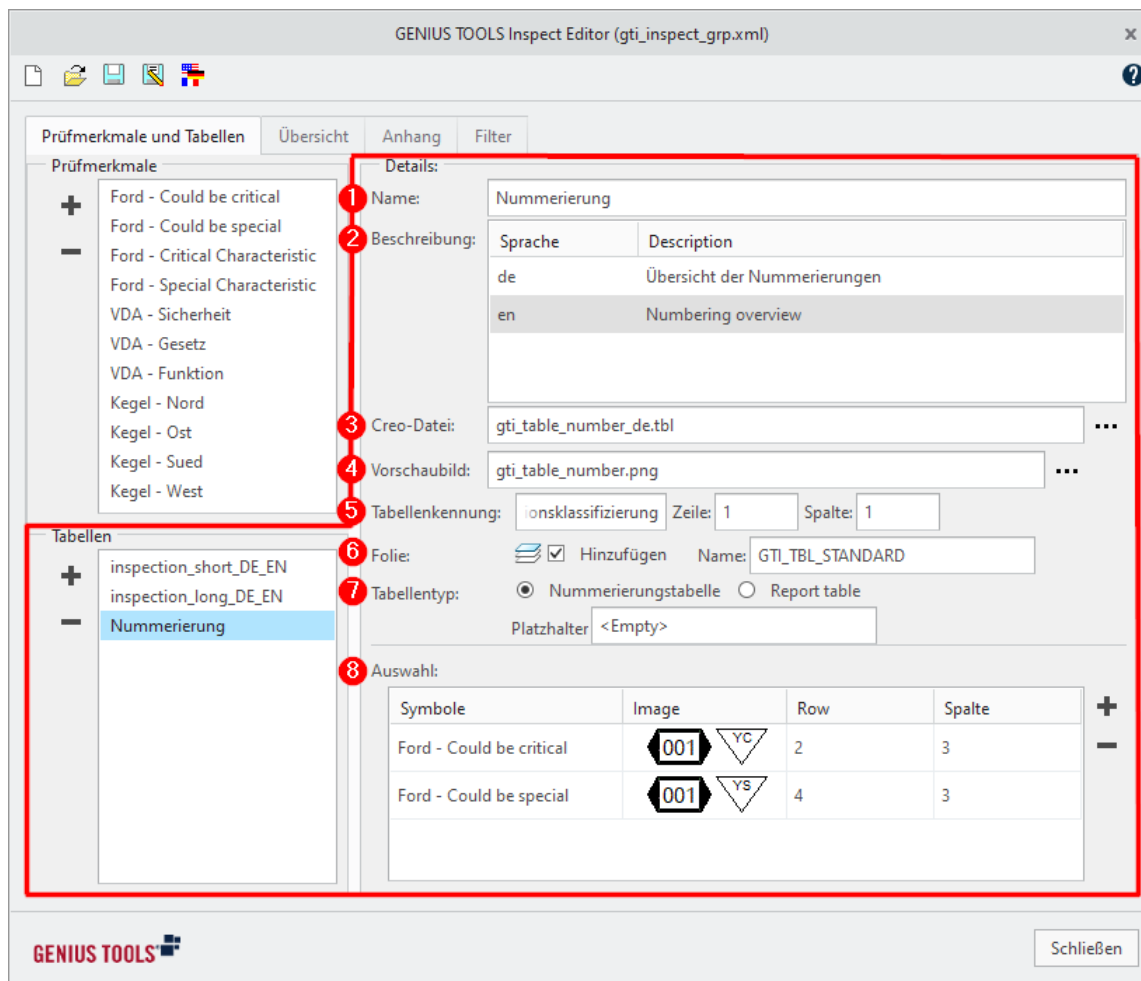 GENIUS TOOLS Inspect Editor (gti_inspect_grp.xml)
Prüfmerkmale und Tabellen Übersicht Anhang Filter
Prüfmerkmale
Ford - Could be critical
Ford - Could be special
Ford - Critical Characteristic
Ford - Special Characteristic
VDA - Sicherheit
VDA - Gesetz
VDA - Funktion
Kegel - Nord
Kegel - Ost
Kegel - Sued
Kegel - West
Tabellen
inspection_short_DE_EN
inspection_long_DE_EN
Nummerierung
Details:
1 Name: Nummerierung
2 Beschreibung: Sprache Description
de Übersicht der Nummerierungen
en Numbering overview
3 Creo-Datei: gti_table_number_de.tbl ...
4 Vorschaubild: gti_table_number.png ...
5 Tabellenkennung: ionsklassifizierung Zeile: 1 Spalte: 1
6 Folie: Hinzufügen Name: GTI_TBL_STANDARD
7 Tabellentyp: Nummerierungstabelle Report table
Platzhalter <Empty>
8 Auswahl:
Symbole Image Row Spalte
Ford - Could be critical 001 YC 2 3
Ford - Could be special 001 YS 4 3
GENIUS TOOLS
Schließen